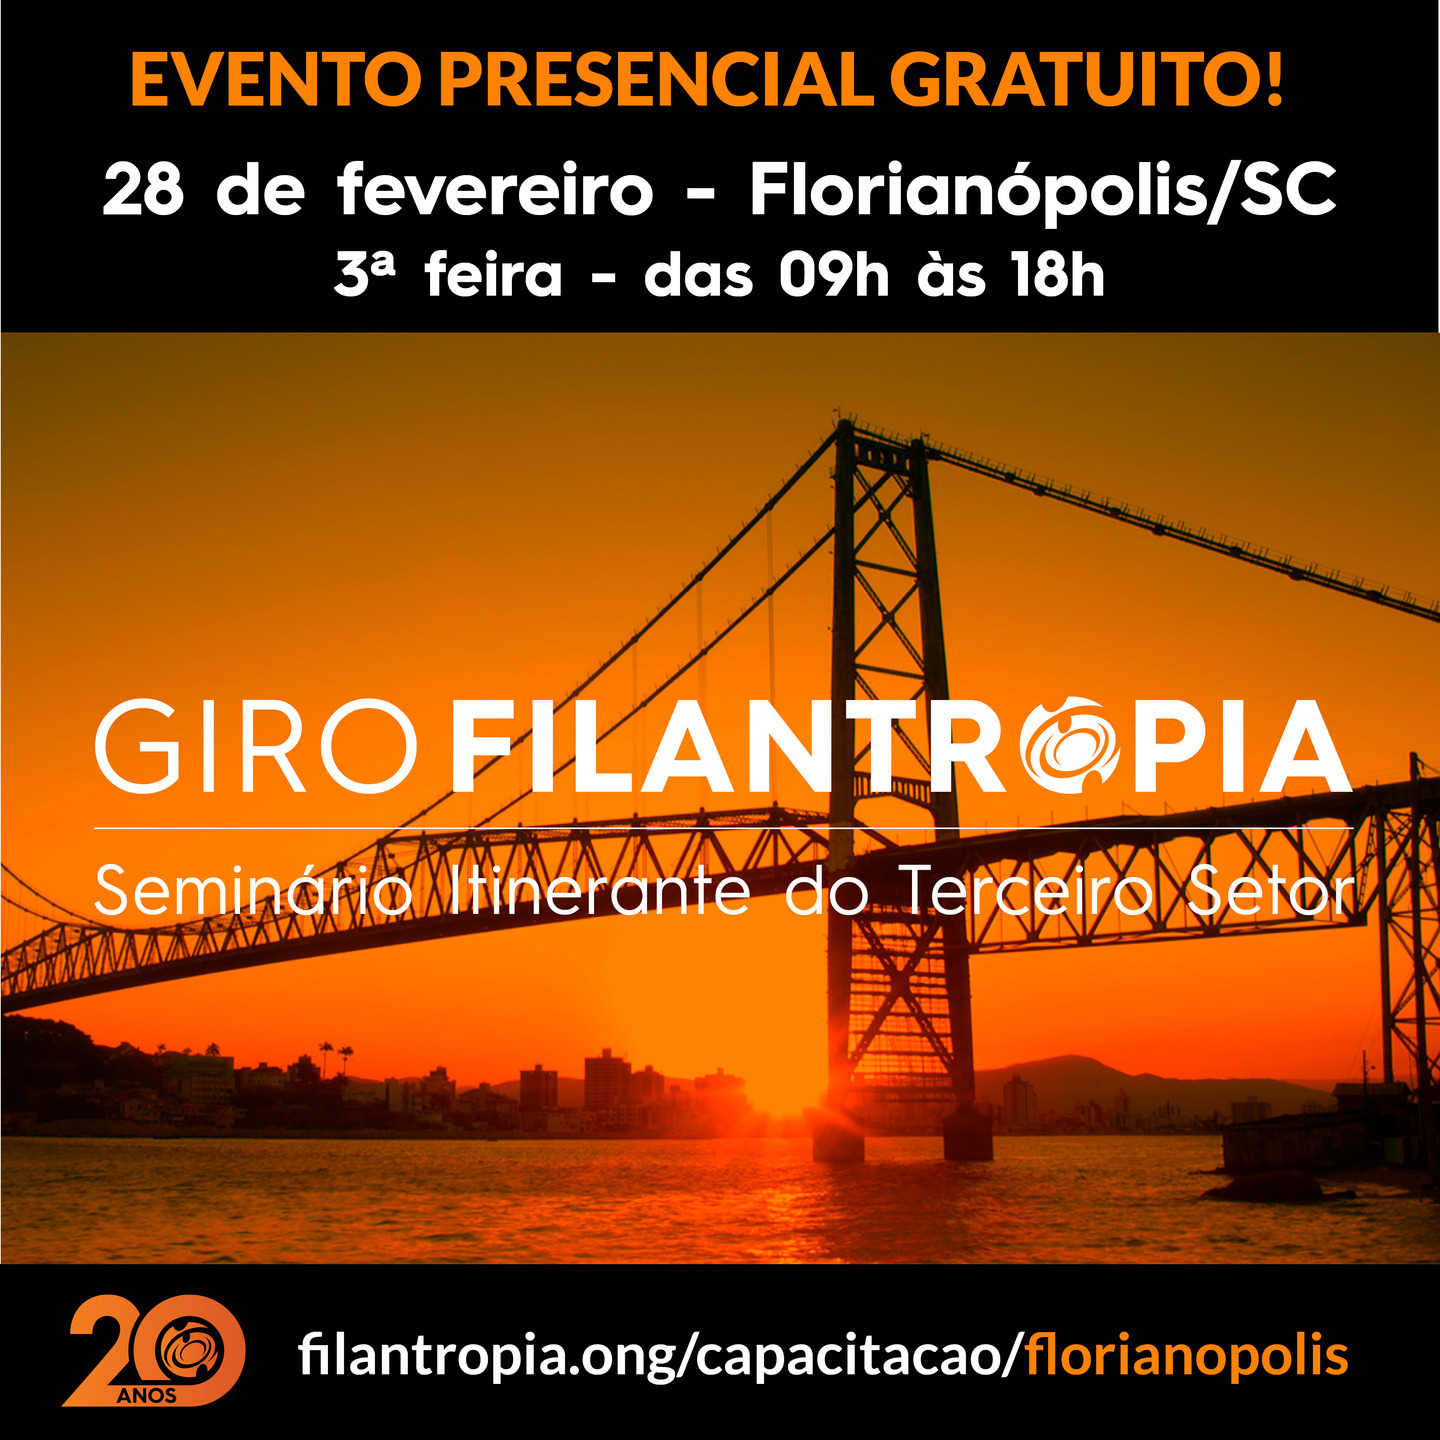 EVENTO PRESENCIAL GRATUITO!
28 de fevereiro - Florianópolis/SC
3ª feira - das 09h às 18h
GIRO FILANTROPIA
Seminário Itinerante do Terceiro Setor
20
ANOS
filantropia.ong/capacitacao/florianopolis